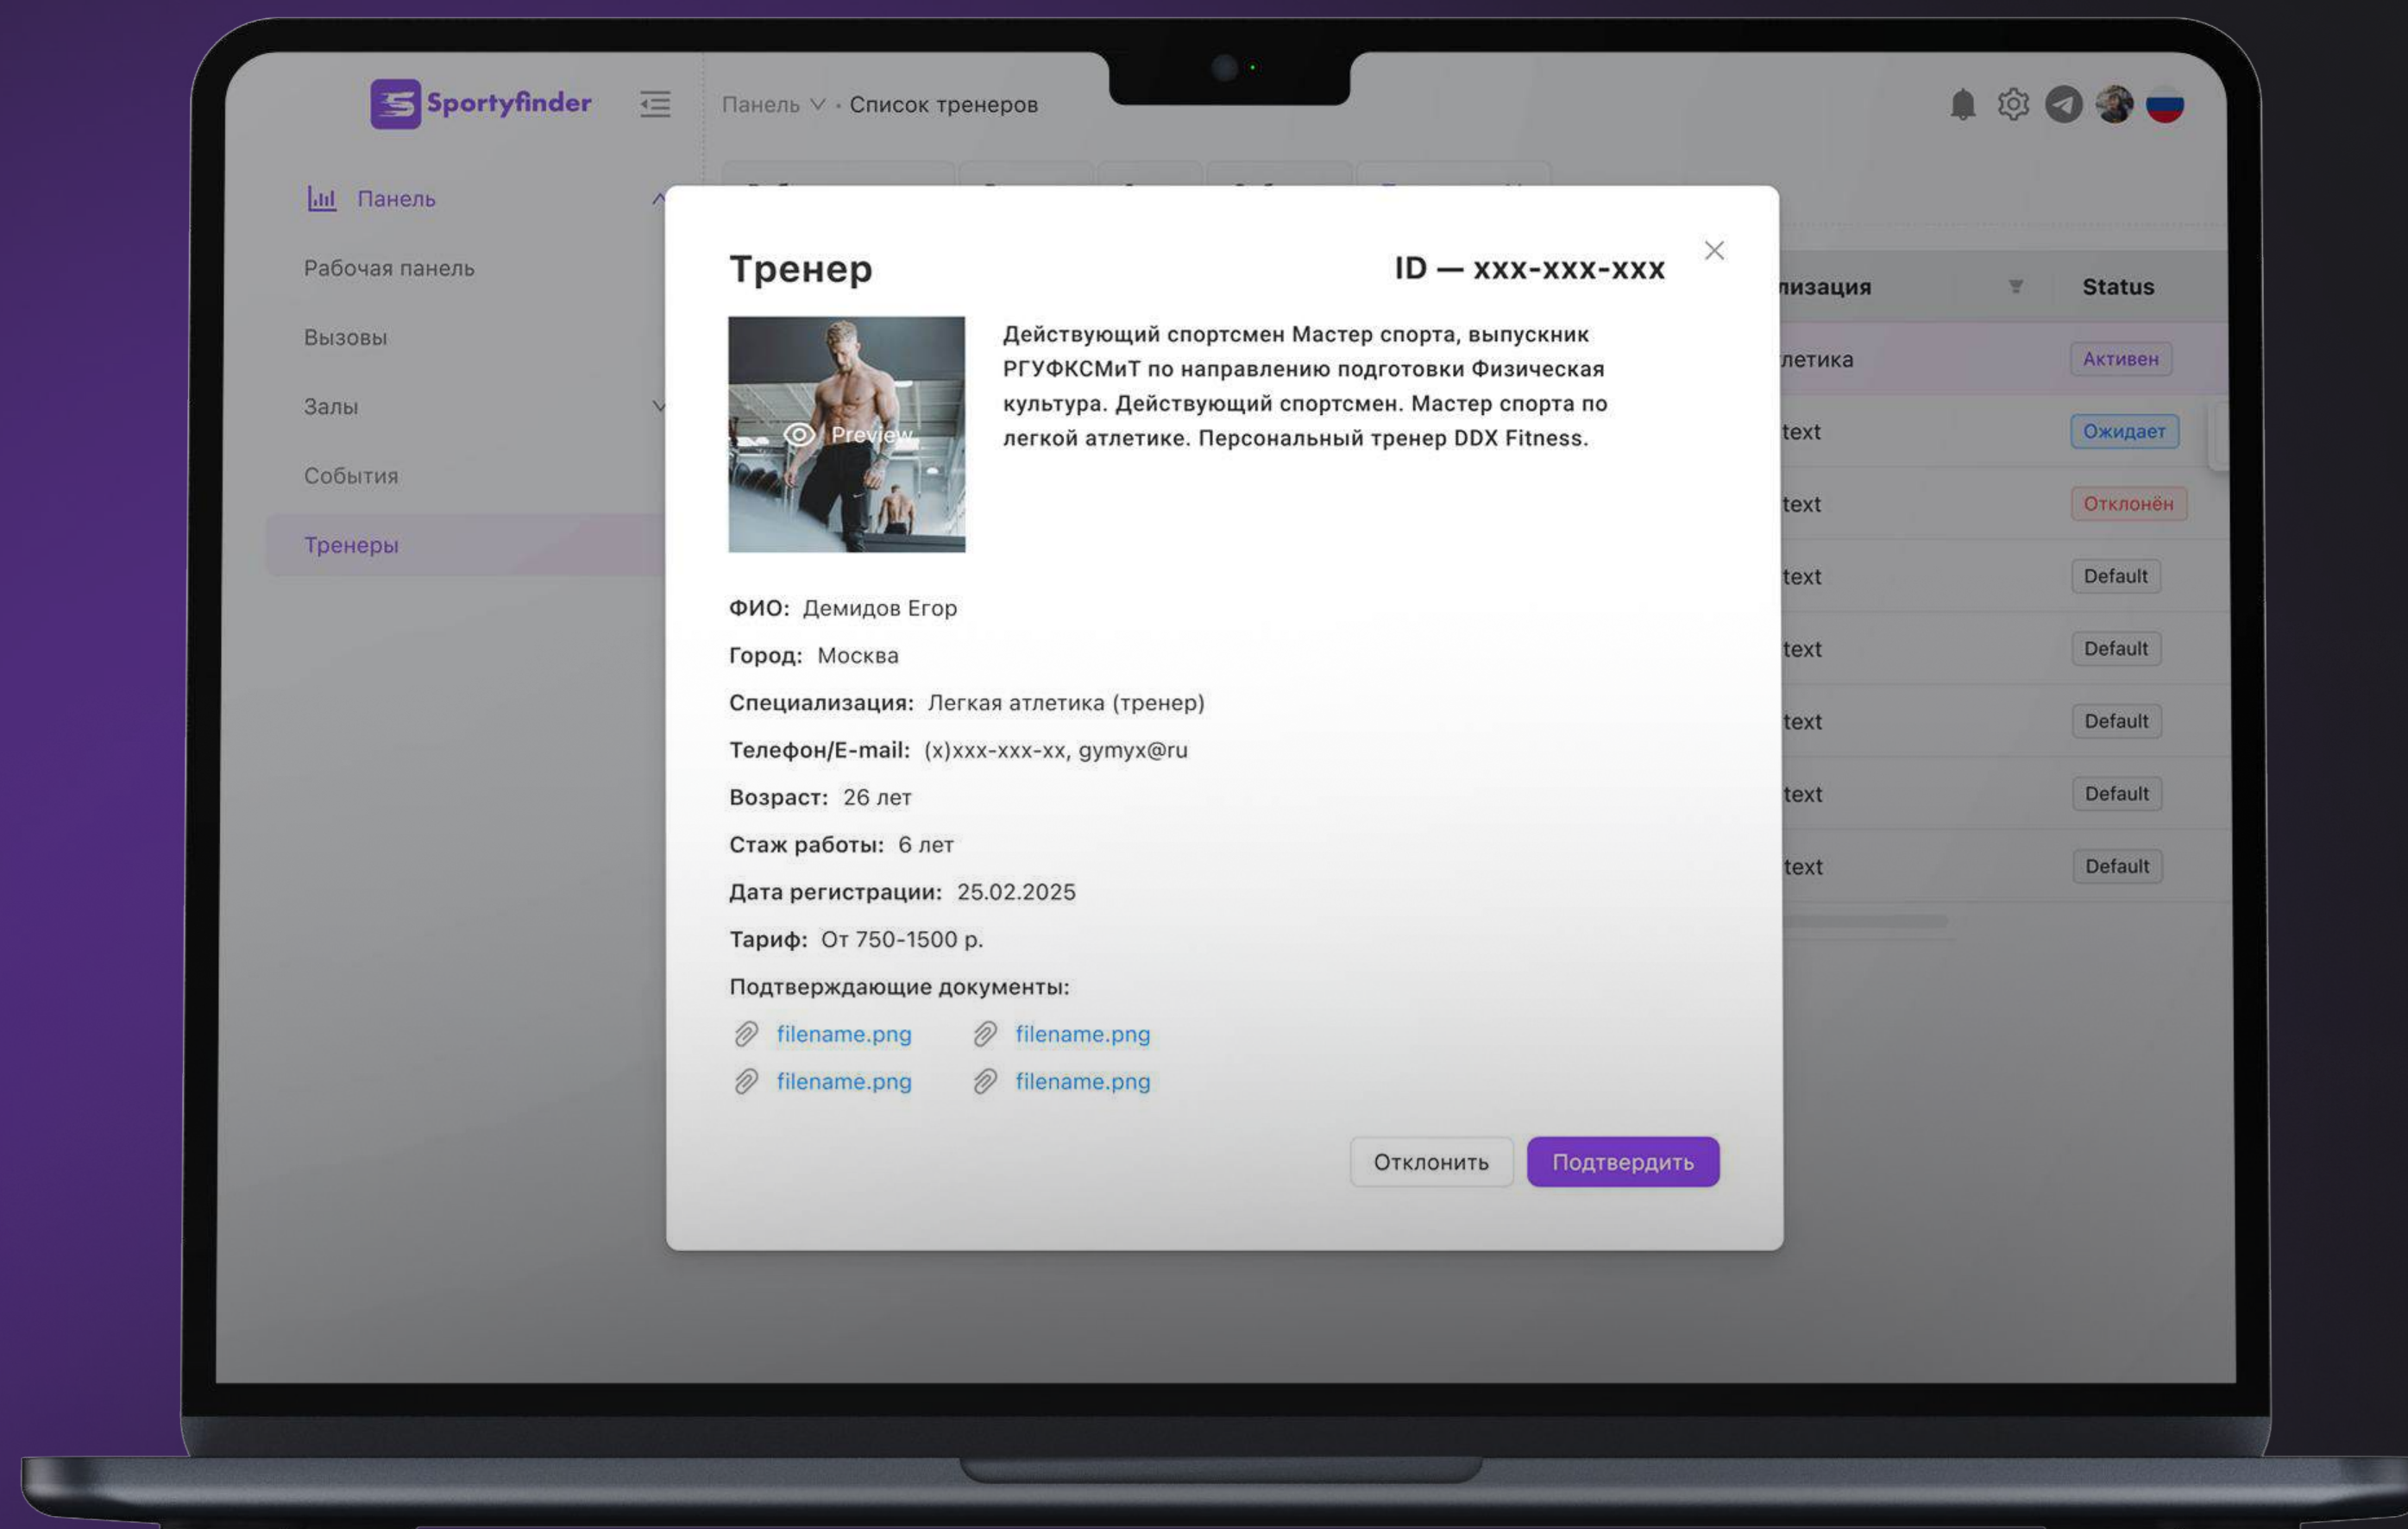 Sportyfinder
Панель • Список тренеров
Панель
Рабочая панель
Вызовы
Залы
События
Тренеры
Тренер
ID — xxx-xxx-xxx
Preview
Действующий спортсмен Мастер спорта, выпускник
РГУФКСМиТ по направлению подготовки Физическая
культура. Действующий спортсмен. Мастер спорта по
легкой атлетике. Персональный тренер DDX Fitness.
ФИО: Демидов Егор
Город: Москва
Специализация: Легкая атлетика (тренер)
Телефон/E-mail: (x)xxx-xxx-xx, gymyx@ru
Возраст: 26 лет
Стаж работы: 6 лет
Дата регистрации: 25.02.2025
Тариф: От 750-1500 р.
Подтверждающие документы:
filename.png filename.png
filename.png filename.png
Отклонить Подтвердить
лизация Status
летика Активен
text Ожидает
text Отклонён
text Default
text Default
text Default
text Default
text Default